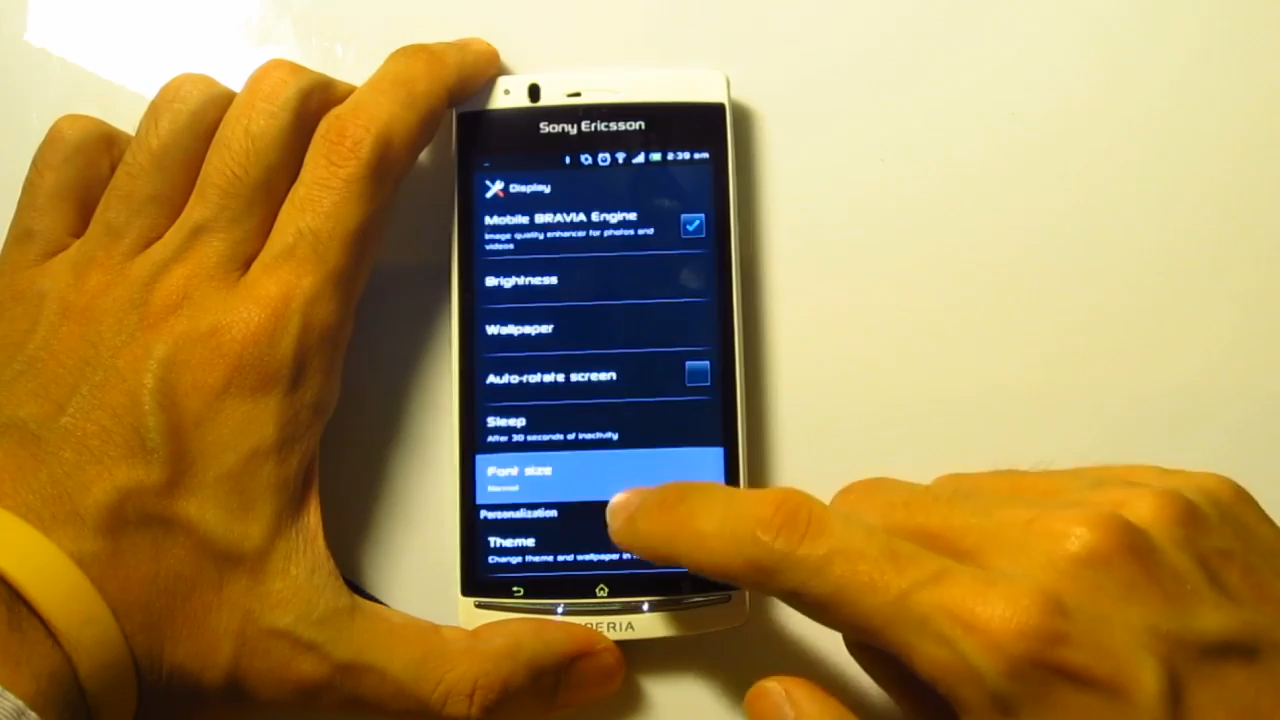 Sony Ericsson
2:39 am
Display
Mobile BRAVIA Engine
Image quality enhancer for photos and
videos
Brightness
Wallpaper
Auto-rotate screen
Sleep
After 30 seconds of inactivity
Font size
Normal
Personalization
Theme
Change theme and wallpaper in
PERIA